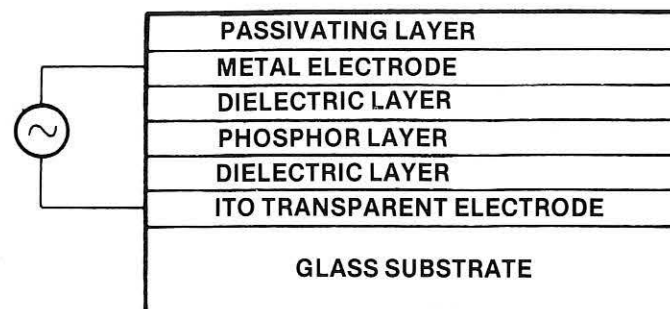 PASSIVATING LAYER
METAL ELECTRODE
DIELECTRIC LAYER
PHOSPHOR LAYER
DIELECTRIC LAYER
ITO TRANSPARENT ELECTRODE
GLASS SUBSTRATE